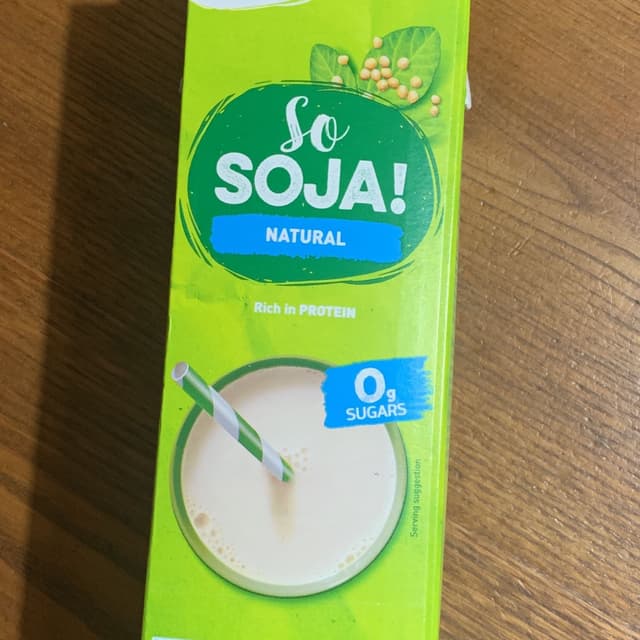 So
SOJA!
NATURAL
Rich in PROTEIN
0g
SUGARS
Serving suggestion